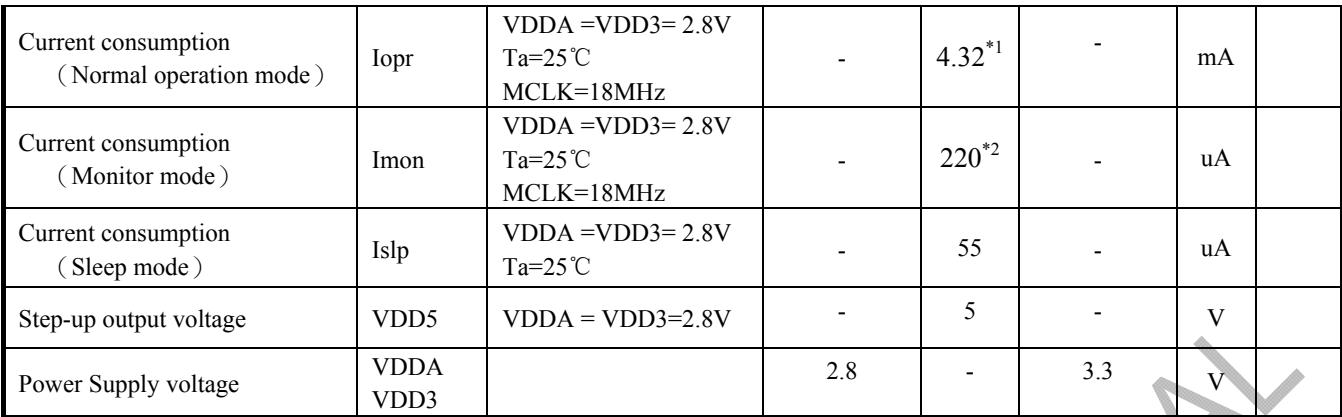 Current consumption
（Normal operation mode）
Iopr
VDDA =VDD3= 2.8V
Ta=25℃
MCLK=18MHz
-
4.32*1
-
mA
Current consumption
（Monitor mode）
Imon
VDDA =VDD3= 2.8V
Ta=25℃
MCLK=18MHz
-
220*2
-
uA
Current consumption
（Sleep mode）
Islp
VDDA =VDD3= 2.8V
Ta=25℃
-
55
-
uA
Step-up output voltage
VDD5
VDDA = VDD3=2.8V
-
5
-
V
Power Supply voltage
VDDA
VDD3
2.8
-
3.3
V